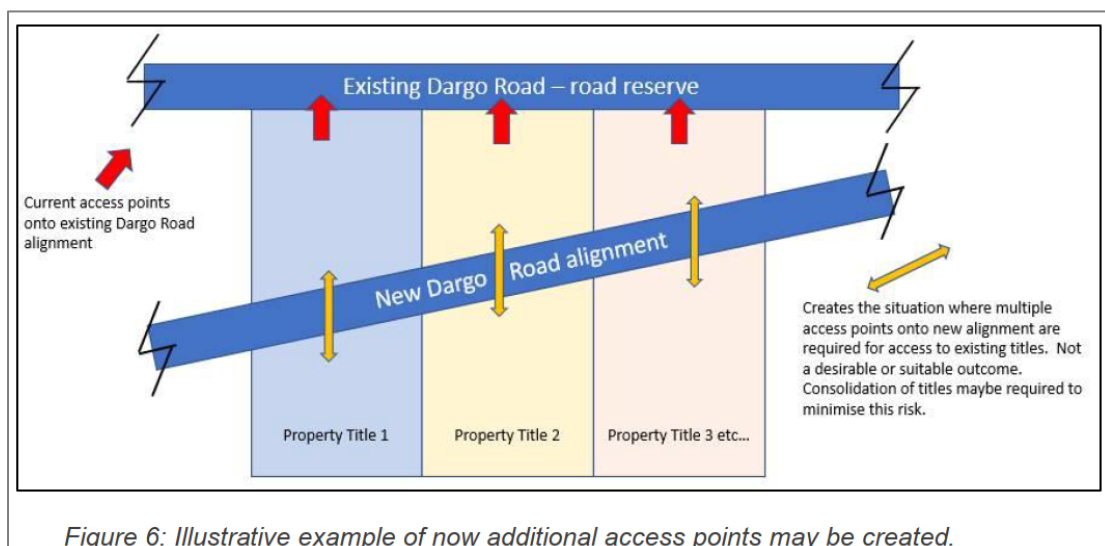 Existing Dargo Road – road reserve
Current access points
onto existing Dargo Road
alignment
New Dargo Road alignment
Creates the situation where multiple
access points onto new alignment are
required for access to existing titles. Not
a desirable or suitable outcome.
Consolidation of titles maybe required to
minimise this risk.
Property Title 1
Property Title 2
Property Title 3 etc...
Figure 6: Illustrative example of now additional access points may be created.